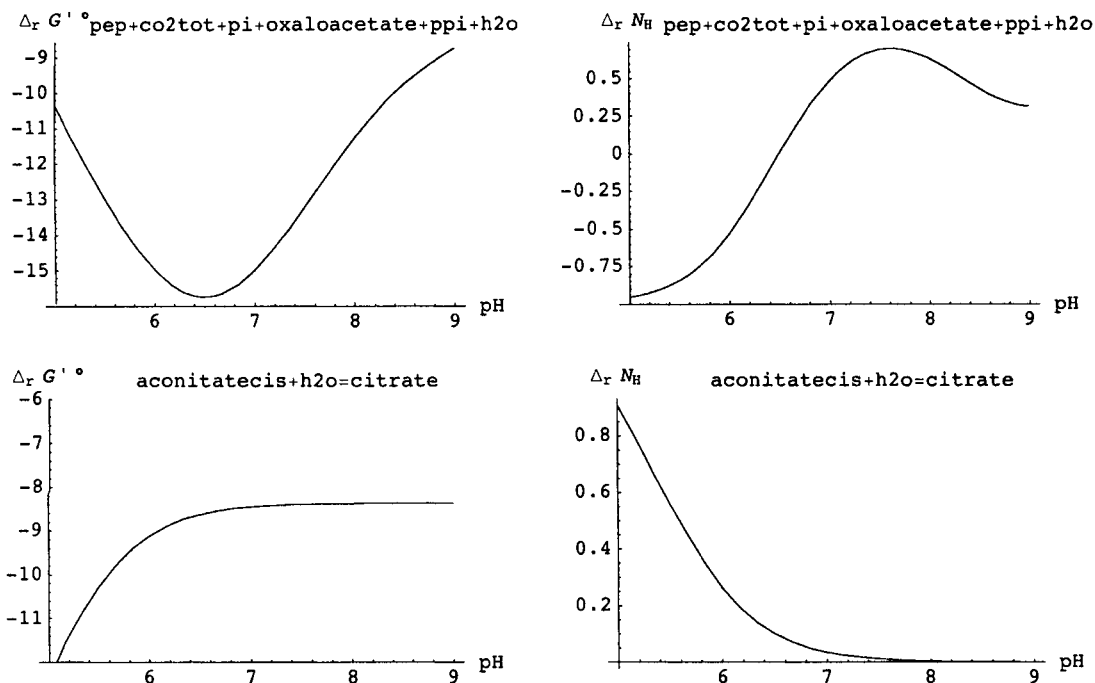 Δr G'° pep+co2tot+pi+oxaloacetate+ppi+h2o
-9
-10
-11
-12
-13
-14
-15
6 7 8 9 pH
Δr NH pep+co2tot+pi+oxaloacetate+ppi+h2o
0.5
0.25
0
-0.25
-0.5
-0.75
6 7 8 9 pH
Δr G'° aconitatecis+h2o=citrate
-6
-7
-8
-9
-10
-11
6 7 8 9 pH
Δr NH aconitatecis+h2o=citrate
0.8
0.6
0.4
0.2
6 7 8 9 pH